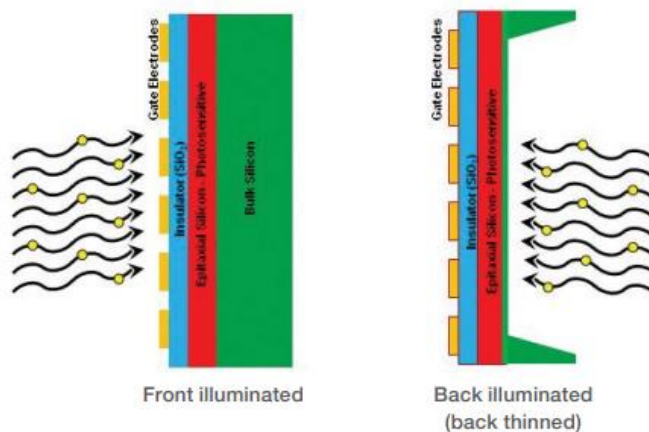 Gate Electrodes
Insulator (SiO₂)
Epitaxial Silicon - Photosensitive
Bulk Silicon
Front illuminated
Gate Electrodes
Insulator (SiO₂)
Epitaxial Silicon - Photosensitive
Back illuminated
(back thinned)